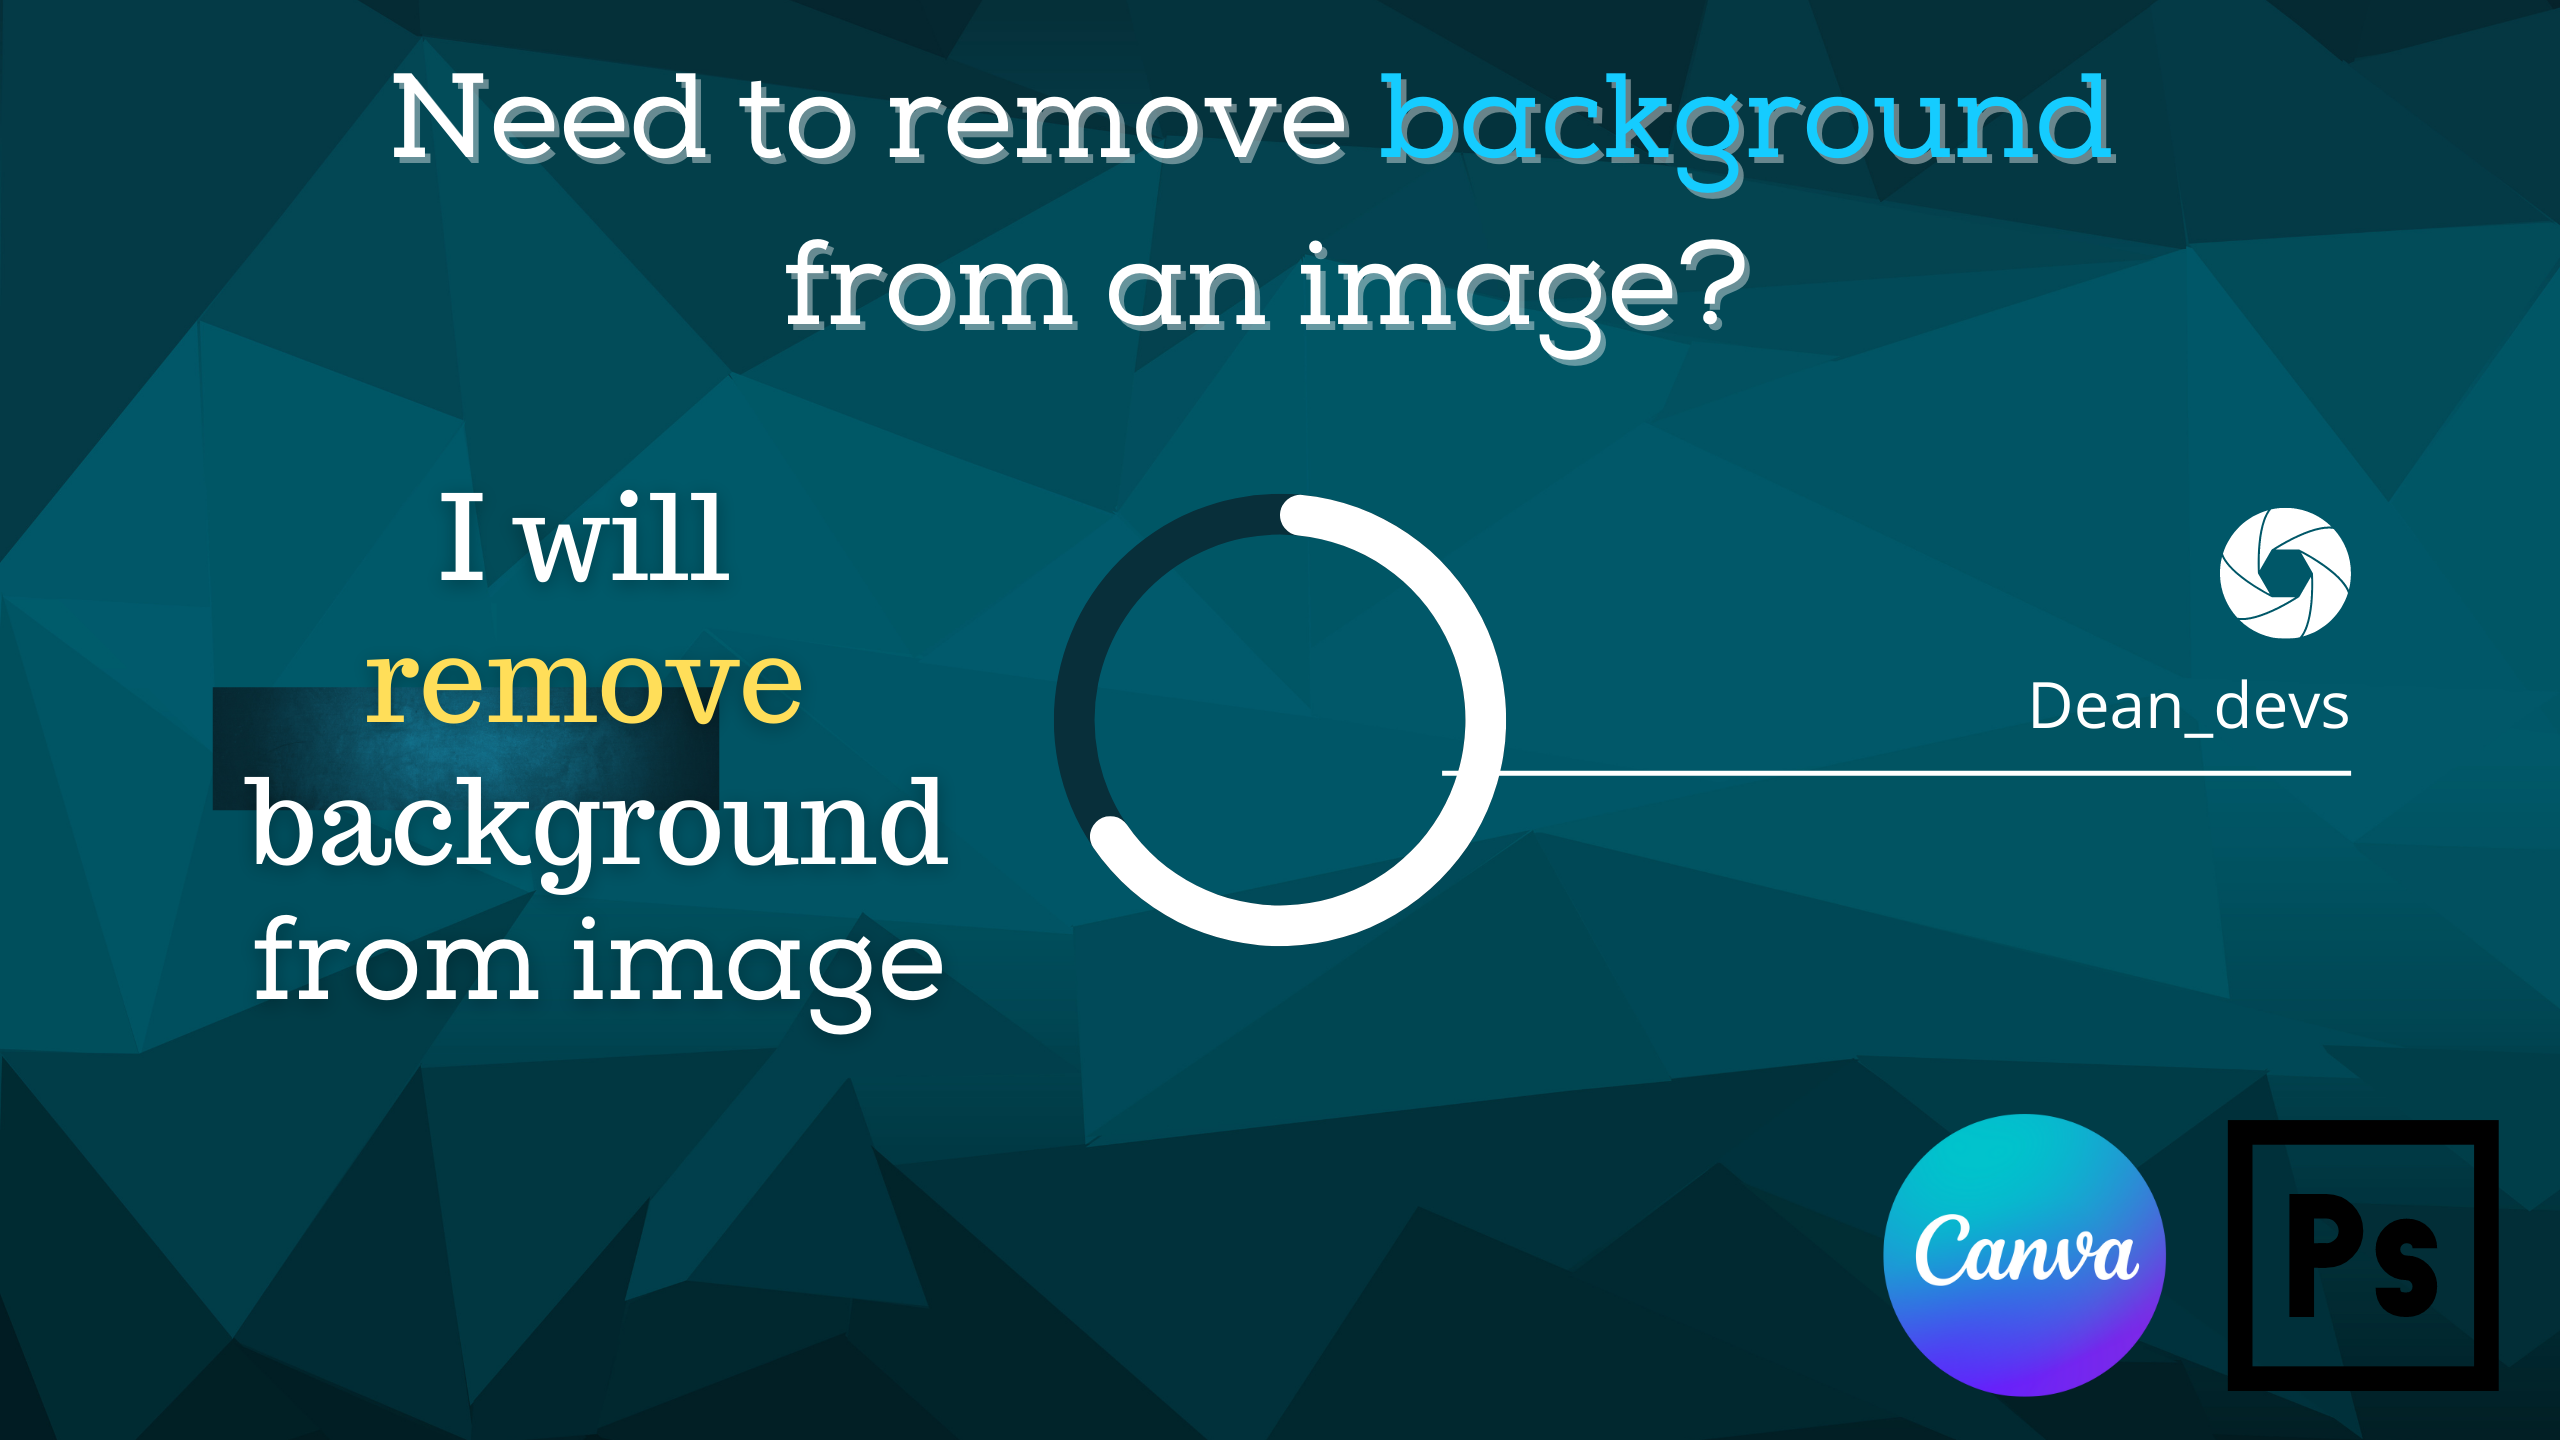 Need to remove background
from an image?
I will
remove
background
from image
Dean_devs
Canva
Ps